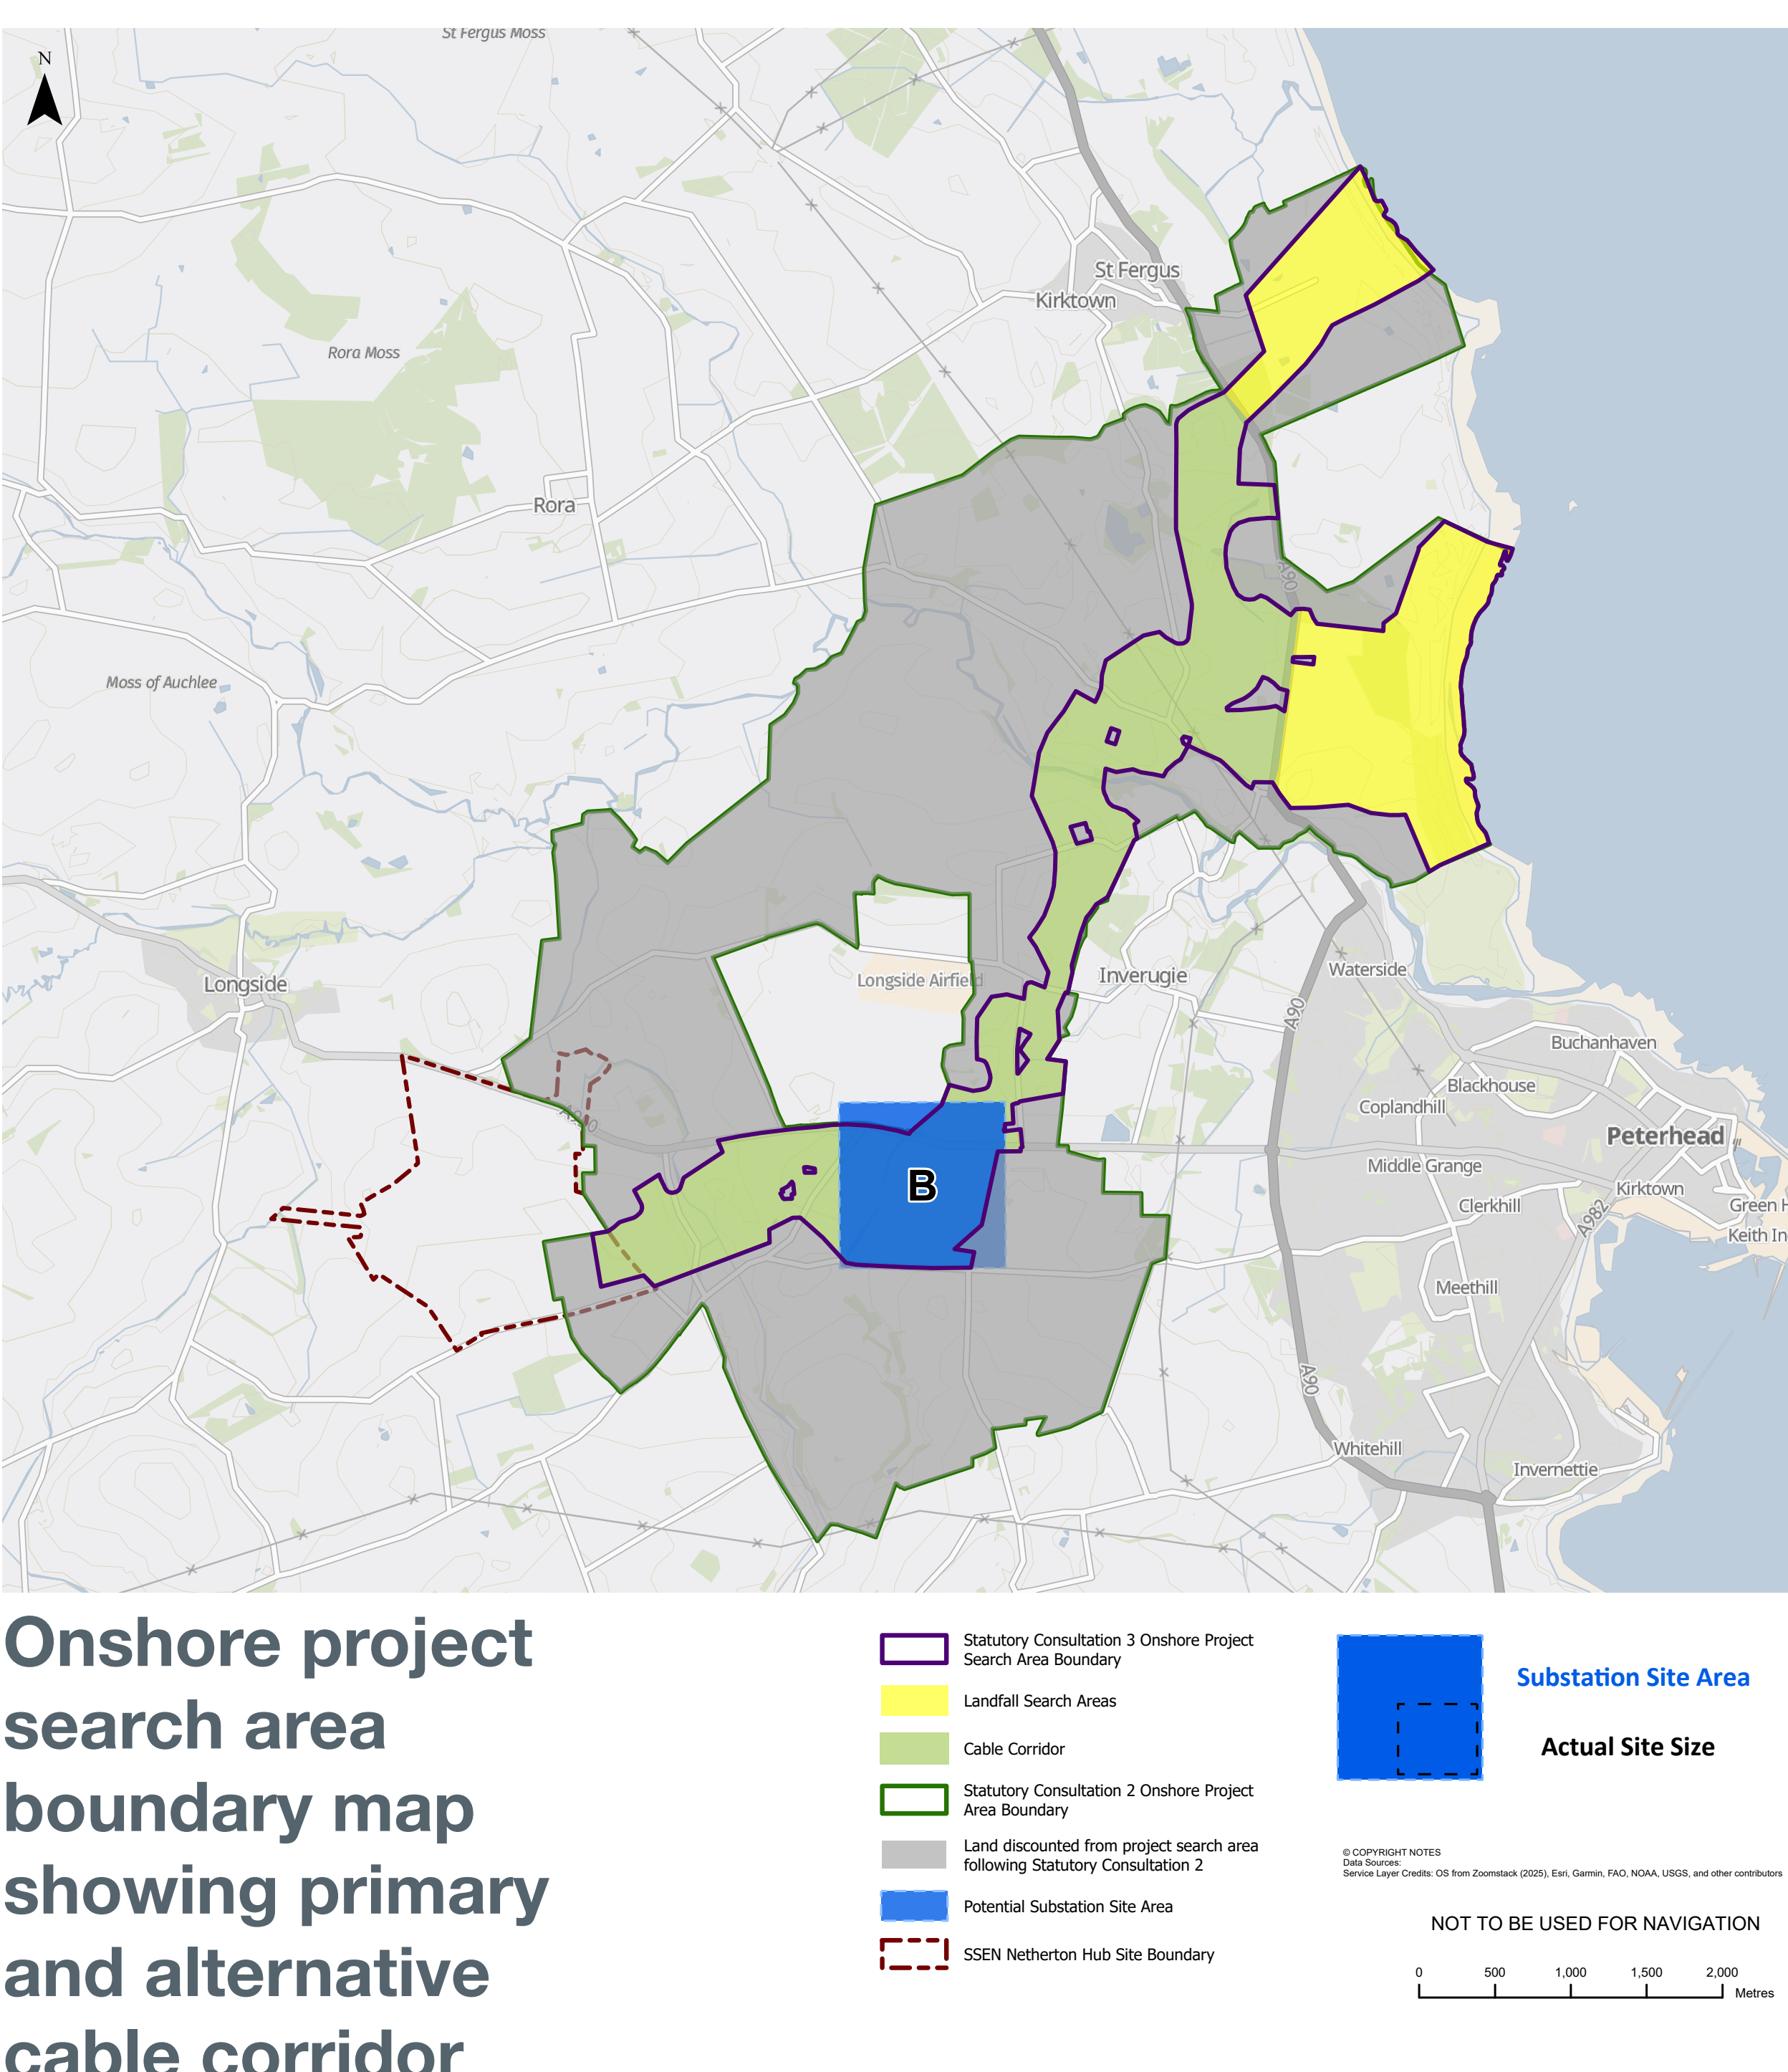 St Fergus Moss
N
St Fergus
Kirktown
Rora Moss
Rora
A90
Moss of Auchlee
Longside
Longside Airfield
Inverugie
Waterside
A90
Buchanhaven
Blackhouse
Coplandhill
Peterhead
Middle Grange
Kirktown
Clerkhill
A982
Green H
Keith In
B
Meethill
A90
Whitehill
Invernettie
Onshore project
search area
boundary map
showing primary
and alternative
cable corridor
Statutory Consultation 3 Onshore Project
Search Area Boundary
Landfall Search Areas
Cable Corridor
Statutory Consultation 2 Onshore Project
Area Boundary
Land discounted from project search area
following Statutory Consultation 2
Potential Substation Site Area
SSEN Netherton Hub Site Boundary
Substation Site Area
Actual Site Size
© COPYRIGHT NOTES
Data Sources:
Service Layer Credits: OS from Zoomstack (2025), Esri, Garmin, FAO, NOAA, USGS, and other contributors
NOT TO BE USED FOR NAVIGATION
0 500 1,000 1,500 2,000
Metres